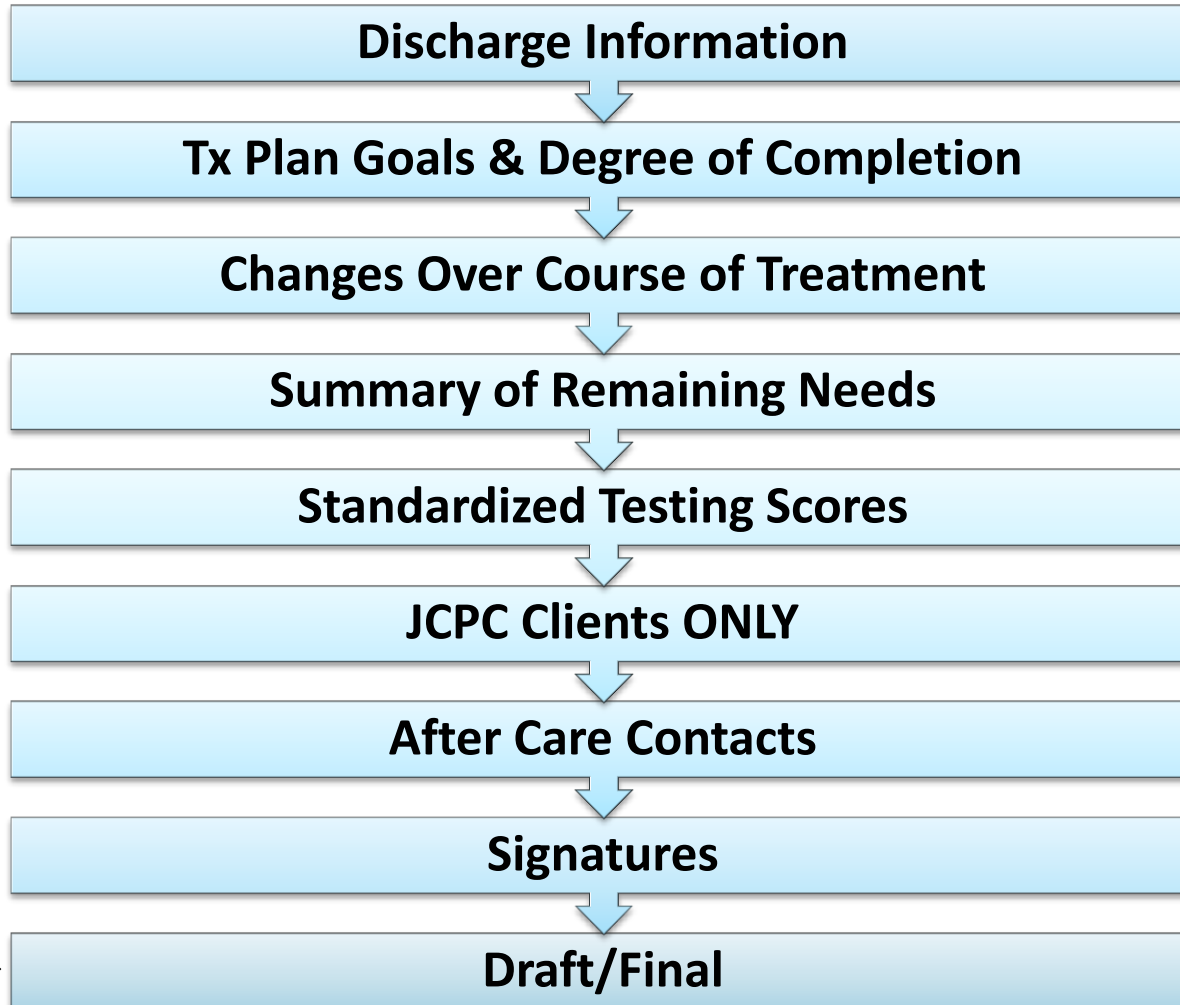 Discharge Information
Tx Plan Goals & Degree of Completion
Changes Over Course of Treatment
Summary of Remaining Needs
Standardized Testing Scores
JCPC Clients ONLY
After Care Contacts
Signatures
Draft/Final